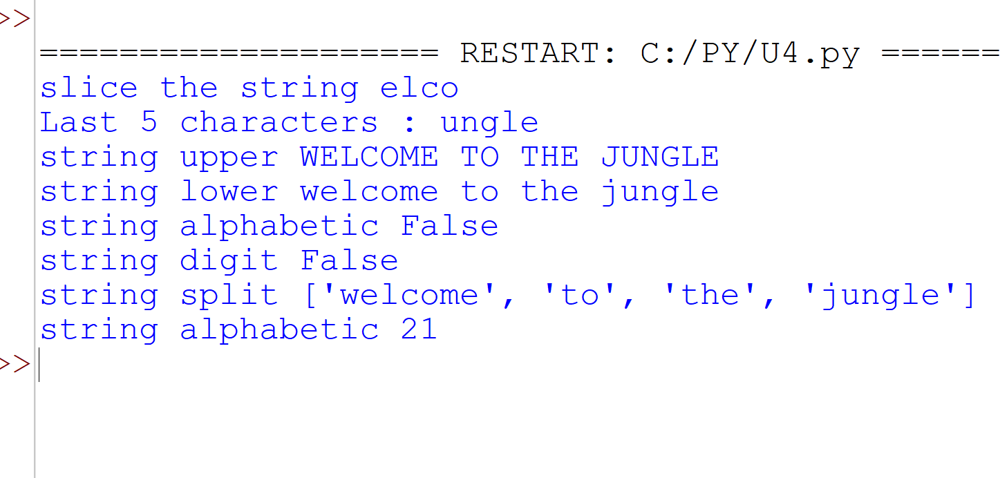 >>
==================== RESTART: C:/PY/U4.py ======
slice the string elco
Last 5 characters : ungle
string upper WELCOME TO THE JUNGLE
string lower welcome to the jungle
string alphabetic False
string digit False
string split ['welcome', 'to', 'the', 'jungle']
string alphabetic 21
>>